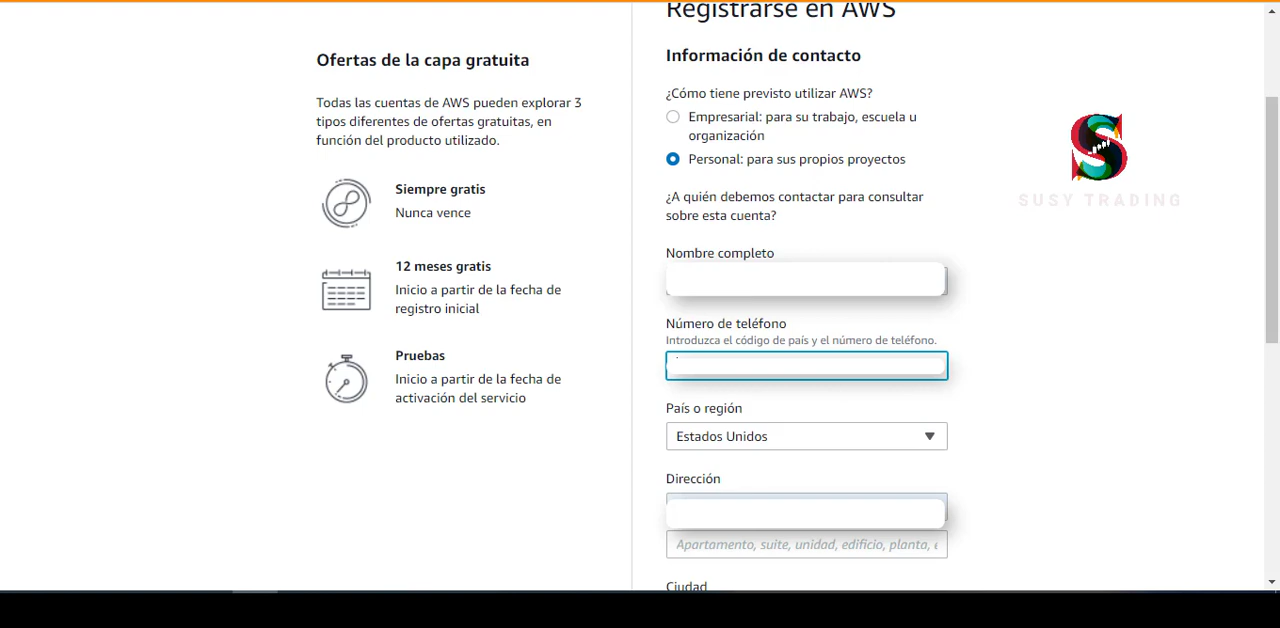 Registrarse en AWS
Ofertas de la capa gratuita
Todas las cuentas de AWS pueden explorar 3
tipos diferentes de ofertas gratuitas, en
función del producto utilizado.
Siempre gratis
Nunca vence
12 meses gratis
Inicio a partir de la fecha de
registro inicial
Pruebas
Inicio a partir de la fecha de
activación del servicio
Información de contacto
¿Cómo tiene previsto utilizar AWS?
Empresarial: para su trabajo, escuela u
organización
Personal: para sus propios proyectos
¿A quién debemos contactar para consultar
sobre esta cuenta?
Nombre completo
Número de teléfono
Introduzca el código de país y el número de teléfono.
País o región
Estados Unidos
Dirección
Apartamento, suite, unidad, edificio, planta, e
Ciudad
SUSY TRADING